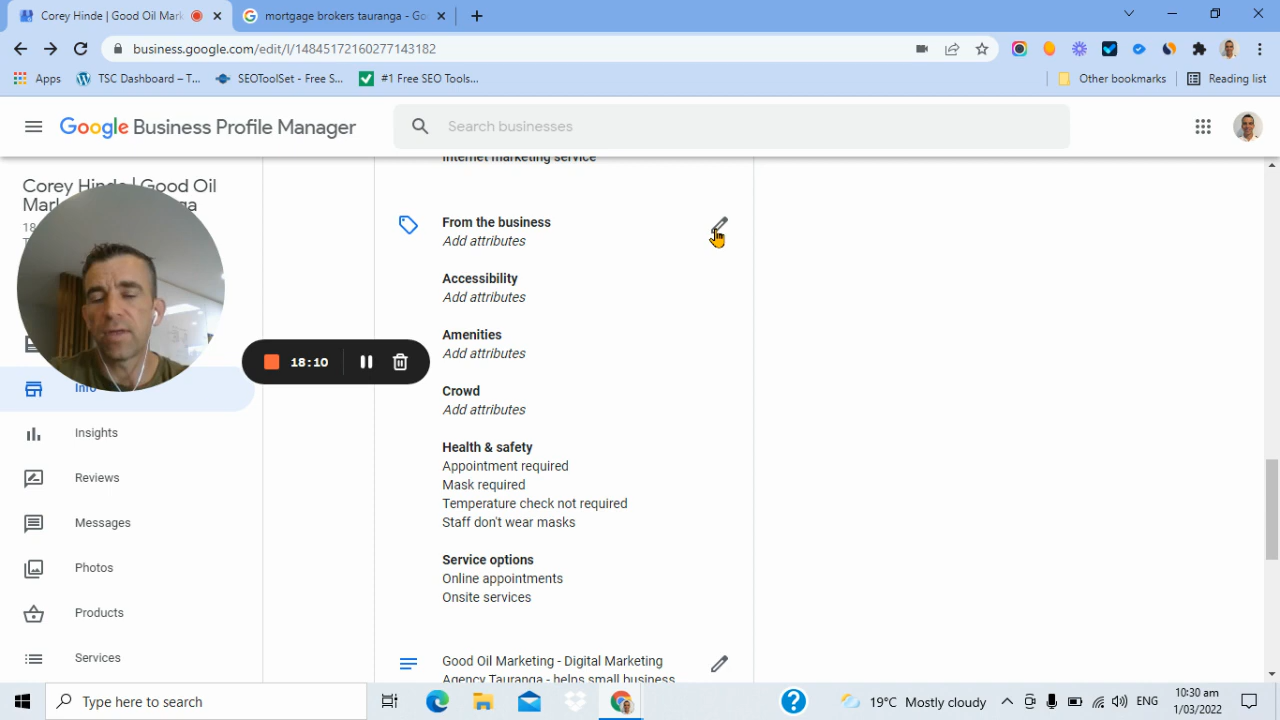 Corey Hinds | Good Oil Mark
mortgage brokers tauranga - Go
business.google.com/edit/l/14845172160277143182
Apps
TSC Dashboard – T...
SEOToolSet - Free S...
#1 Free SEO Tools...
Other bookmarks
Reading list
Google Business Profile Manager
Search businesses
Internet marketing service
Good Oil
18
From the business
Add attributes
Accessibility
Add attributes
Amenities
Add attributes
18:10
Info
Crowd
Add attributes
Insights
Health & safety
Appointment required
Reviews
Mask required
Temperature check not required
Messages
Staff don't wear masks
Service options
Photos
Online appointments
Onsite services
Products
Services
Good Oil Marketing - Digital Marketing
Agency Tauranga - helps small business
Type here to search
?
19°C Mostly cloudy
ENG
10:30 am
1/03/2022